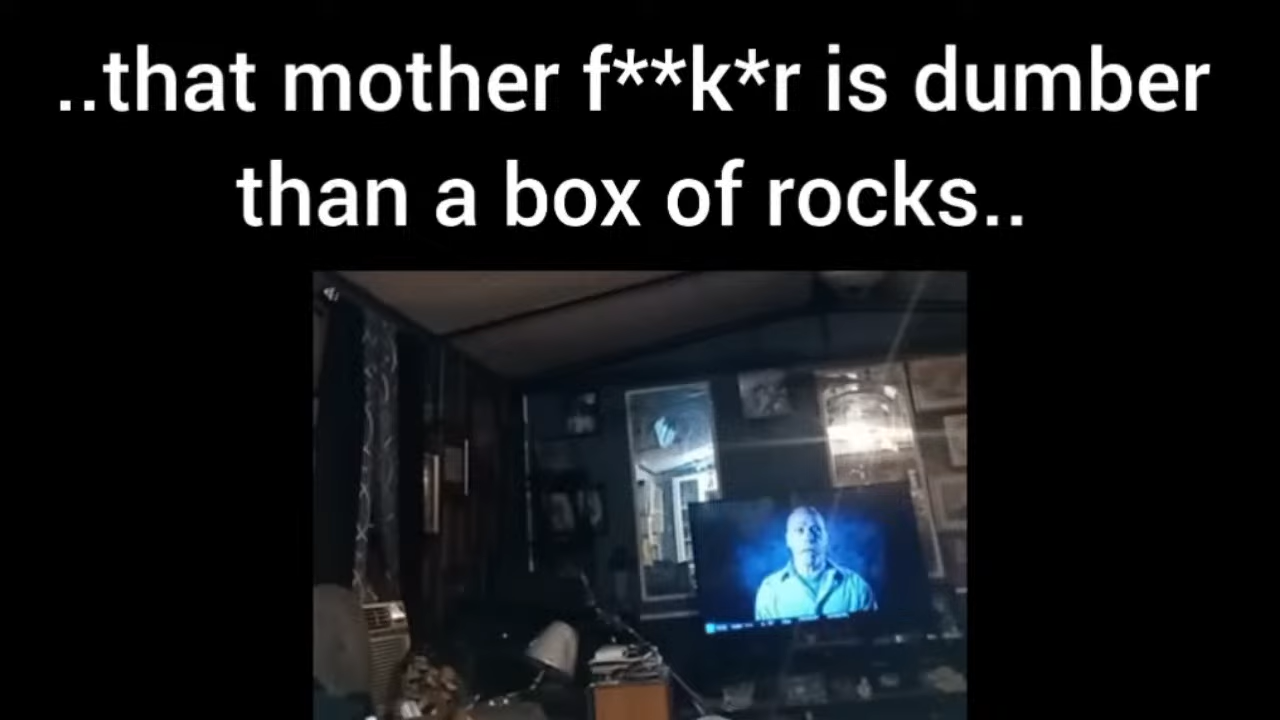 ..that mother f**k*r is dumber
than a box of rocks..